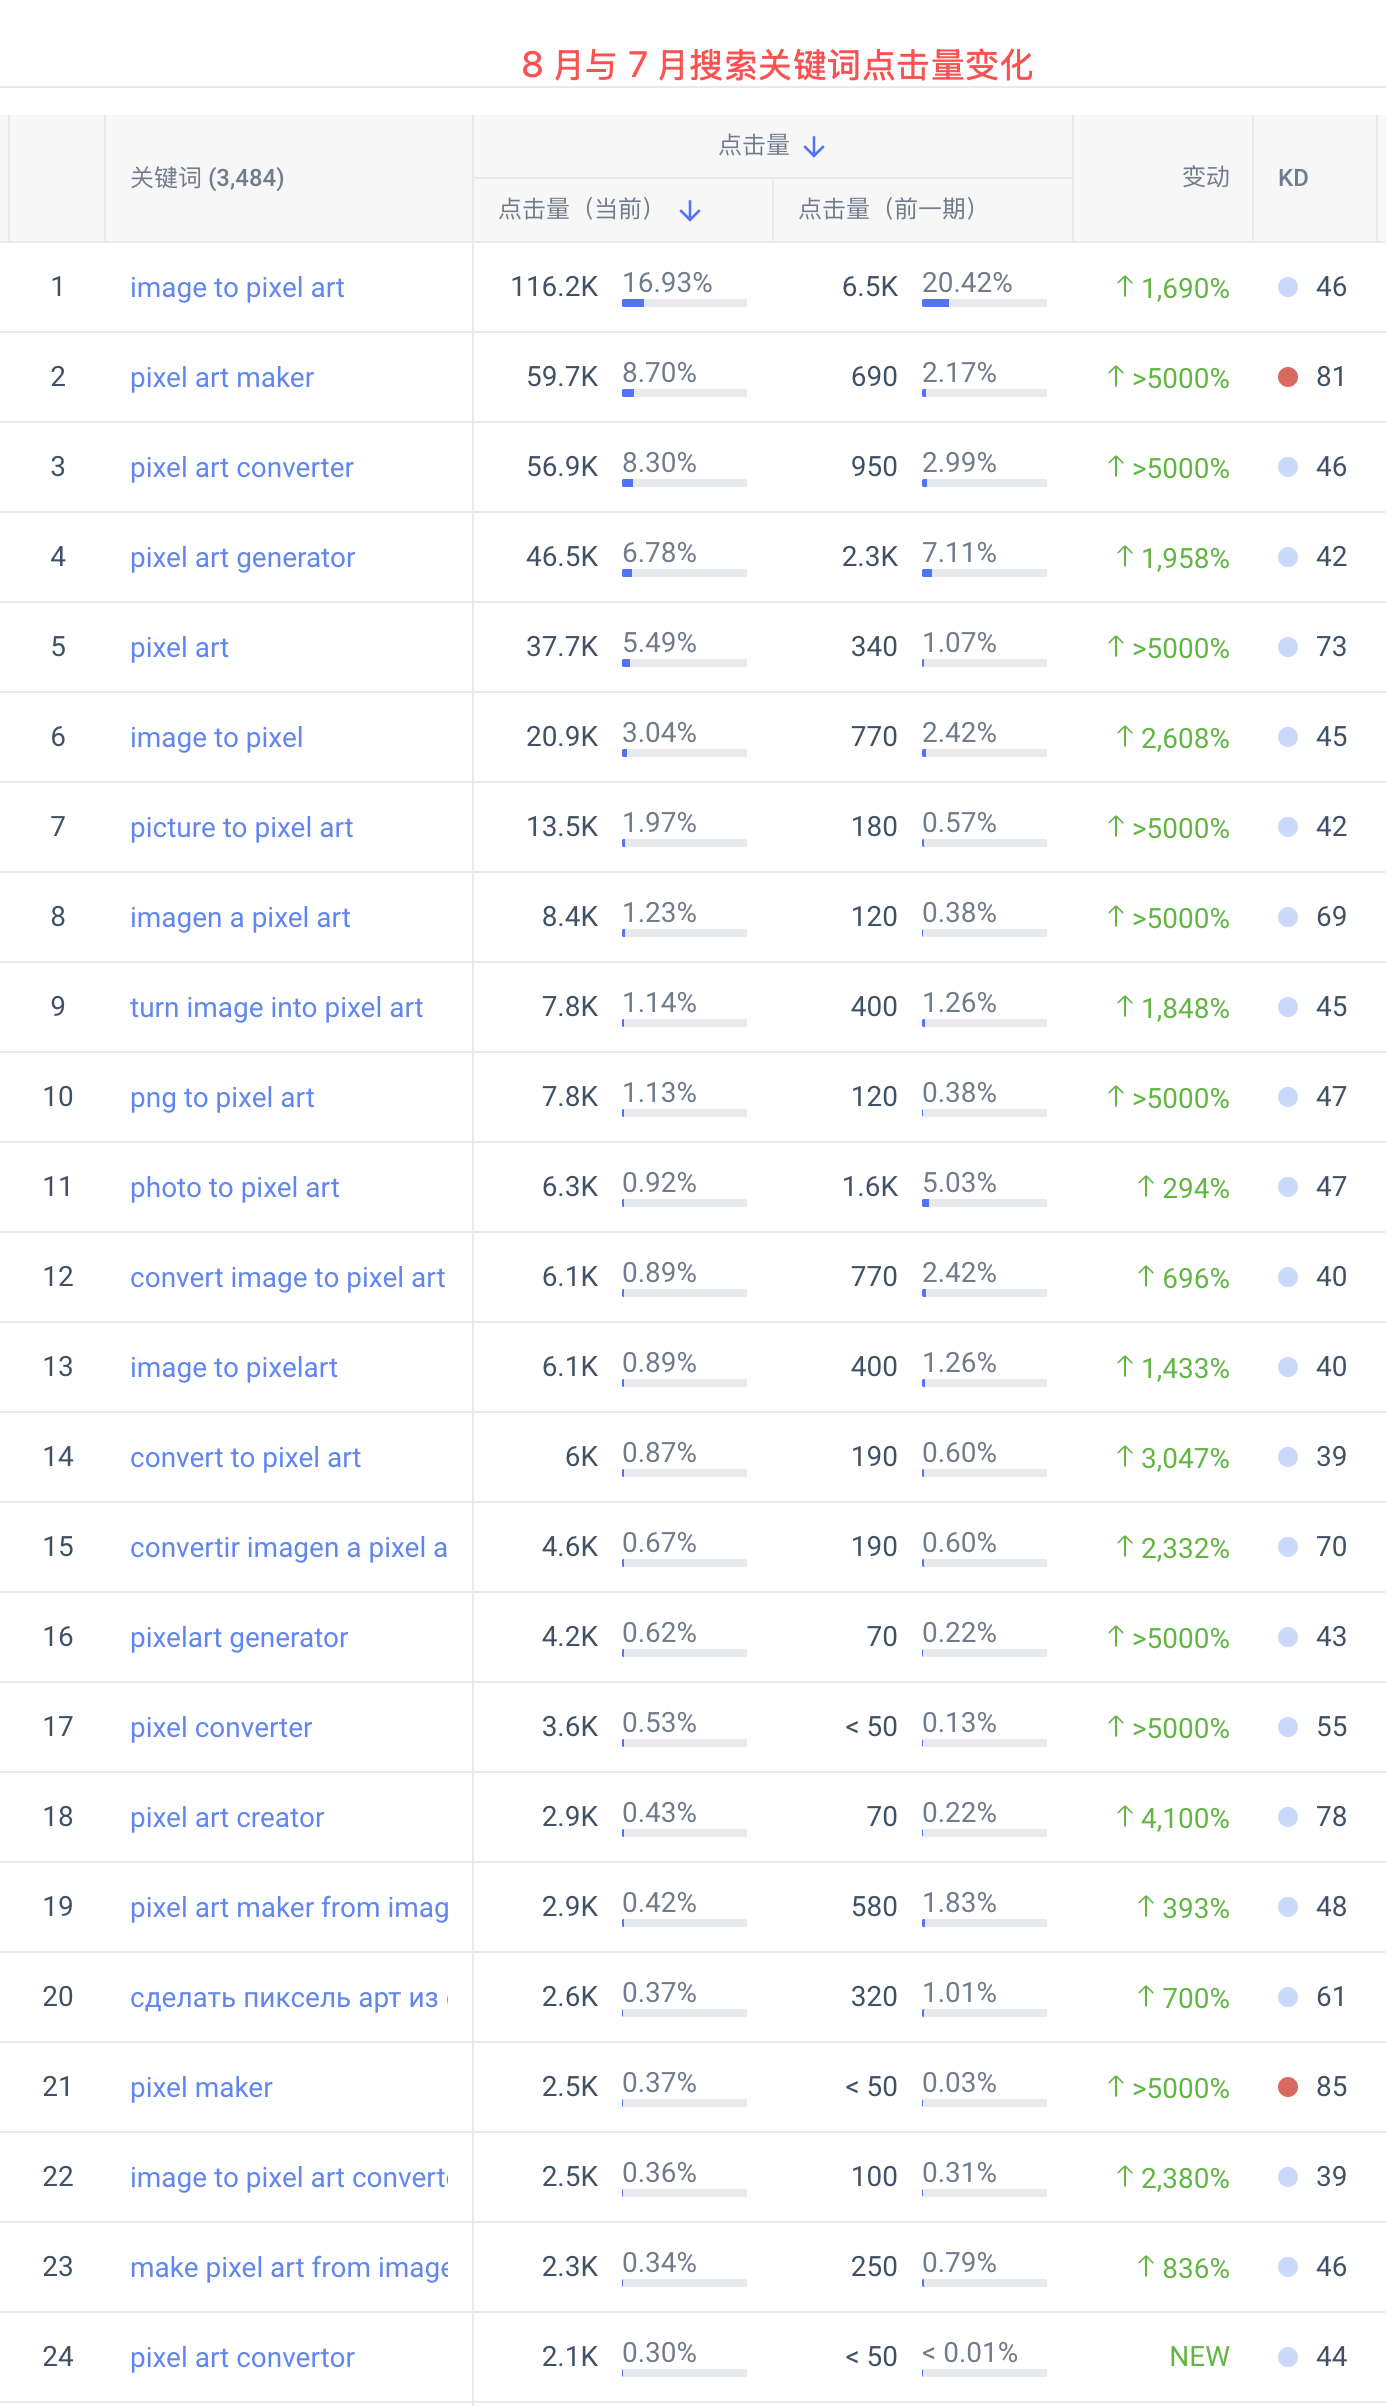 8 月与 7 月搜索关键词点击量变化
关键词 (3,484) 点击量 ↓ 变动 KD
点击量（当前） ↓ 点击量（前一期）
1 image to pixel art 116.2K 16.93% 6.5K 20.42% ↑ 1,690% 46
2 pixel art maker 59.7K 8.70% 690 2.17% ↑ >5000% 81
3 pixel art converter 56.9K 8.30% 950 2.99% ↑ >5000% 46
4 pixel art generator 46.5K 6.78% 2.3K 7.11% ↑ 1,958% 42
5 pixel art 37.7K 5.49% 340 1.07% ↑ >5000% 73
6 image to pixel 20.9K 3.04% 770 2.42% ↑ 2,608% 45
7 picture to pixel art 13.5K 1.97% 180 0.57% ↑ >5000% 42
8 imagen a pixel art 8.4K 1.23% 120 0.38% ↑ >5000% 69
9 turn image into pixel art 7.8K 1.14% 400 1.26% ↑ 1,848% 45
10 png to pixel art 7.8K 1.13% 120 0.38% ↑ >5000% 47
11 photo to pixel art 6.3K 0.92% 1.6K 5.03% ↑ 294% 47
12 convert image to pixel art 6.1K 0.89% 770 2.42% ↑ 696% 40
13 image to pixelart 6.1K 0.89% 400 1.26% ↑ 1,433% 40
14 convert to pixel art 6K 0.87% 190 0.60% ↑ 3,047% 39
15 convertir imagen a pixel a 4.6K 0.67% 190 0.60% ↑ 2,332% 70
16 pixelart generator 4.2K 0.62% 70 0.22% ↑ >5000% 43
17 pixel converter 3.6K 0.53% < 50 0.13% ↑ >5000% 55
18 pixel art creator 2.9K 0.43% 70 0.22% ↑ 4,100% 78
19 pixel art maker from imag 2.9K 0.42% 580 1.83% ↑ 393% 48
20 сделать пиксель арт из 2.6K 0.37% 320 1.01% ↑ 700% 61
21 pixel maker 2.5K 0.37% < 50 0.03% ↑ >5000% 85
22 image to pixel art convert 2.5K 0.36% 100 0.31% ↑ 2,380% 39
23 make pixel art from image 2.3K 0.34% 250 0.79% ↑ 836% 46
24 pixel art convertor 2.1K 0.30% < 50 < 0.01% NEW 44